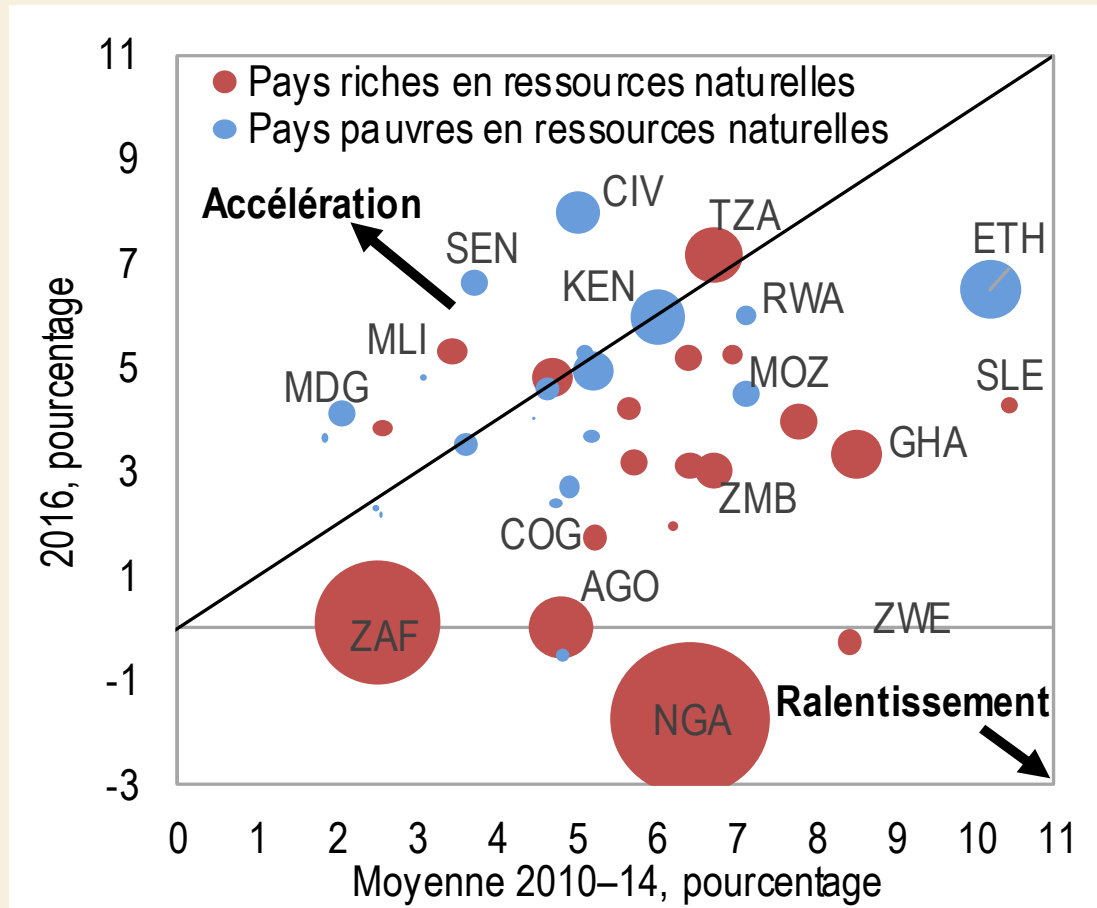 11
Pays riches en ressources naturelles
Pays pauvres en ressources naturelles
9
CIV
Accélération
TZA
SEN
ETH
7
KEN
RWA
MLI
5
MOZ
SLE
MDG
GHA
3
ZMB
COG
1
AGO
ZWE
ZAF
-1
Ralentissement
NGA
-3
2016, pourcentage
0 1 2 3 4 5 6 7 8 9 10 11
Moyenne 2010–14, pourcentage